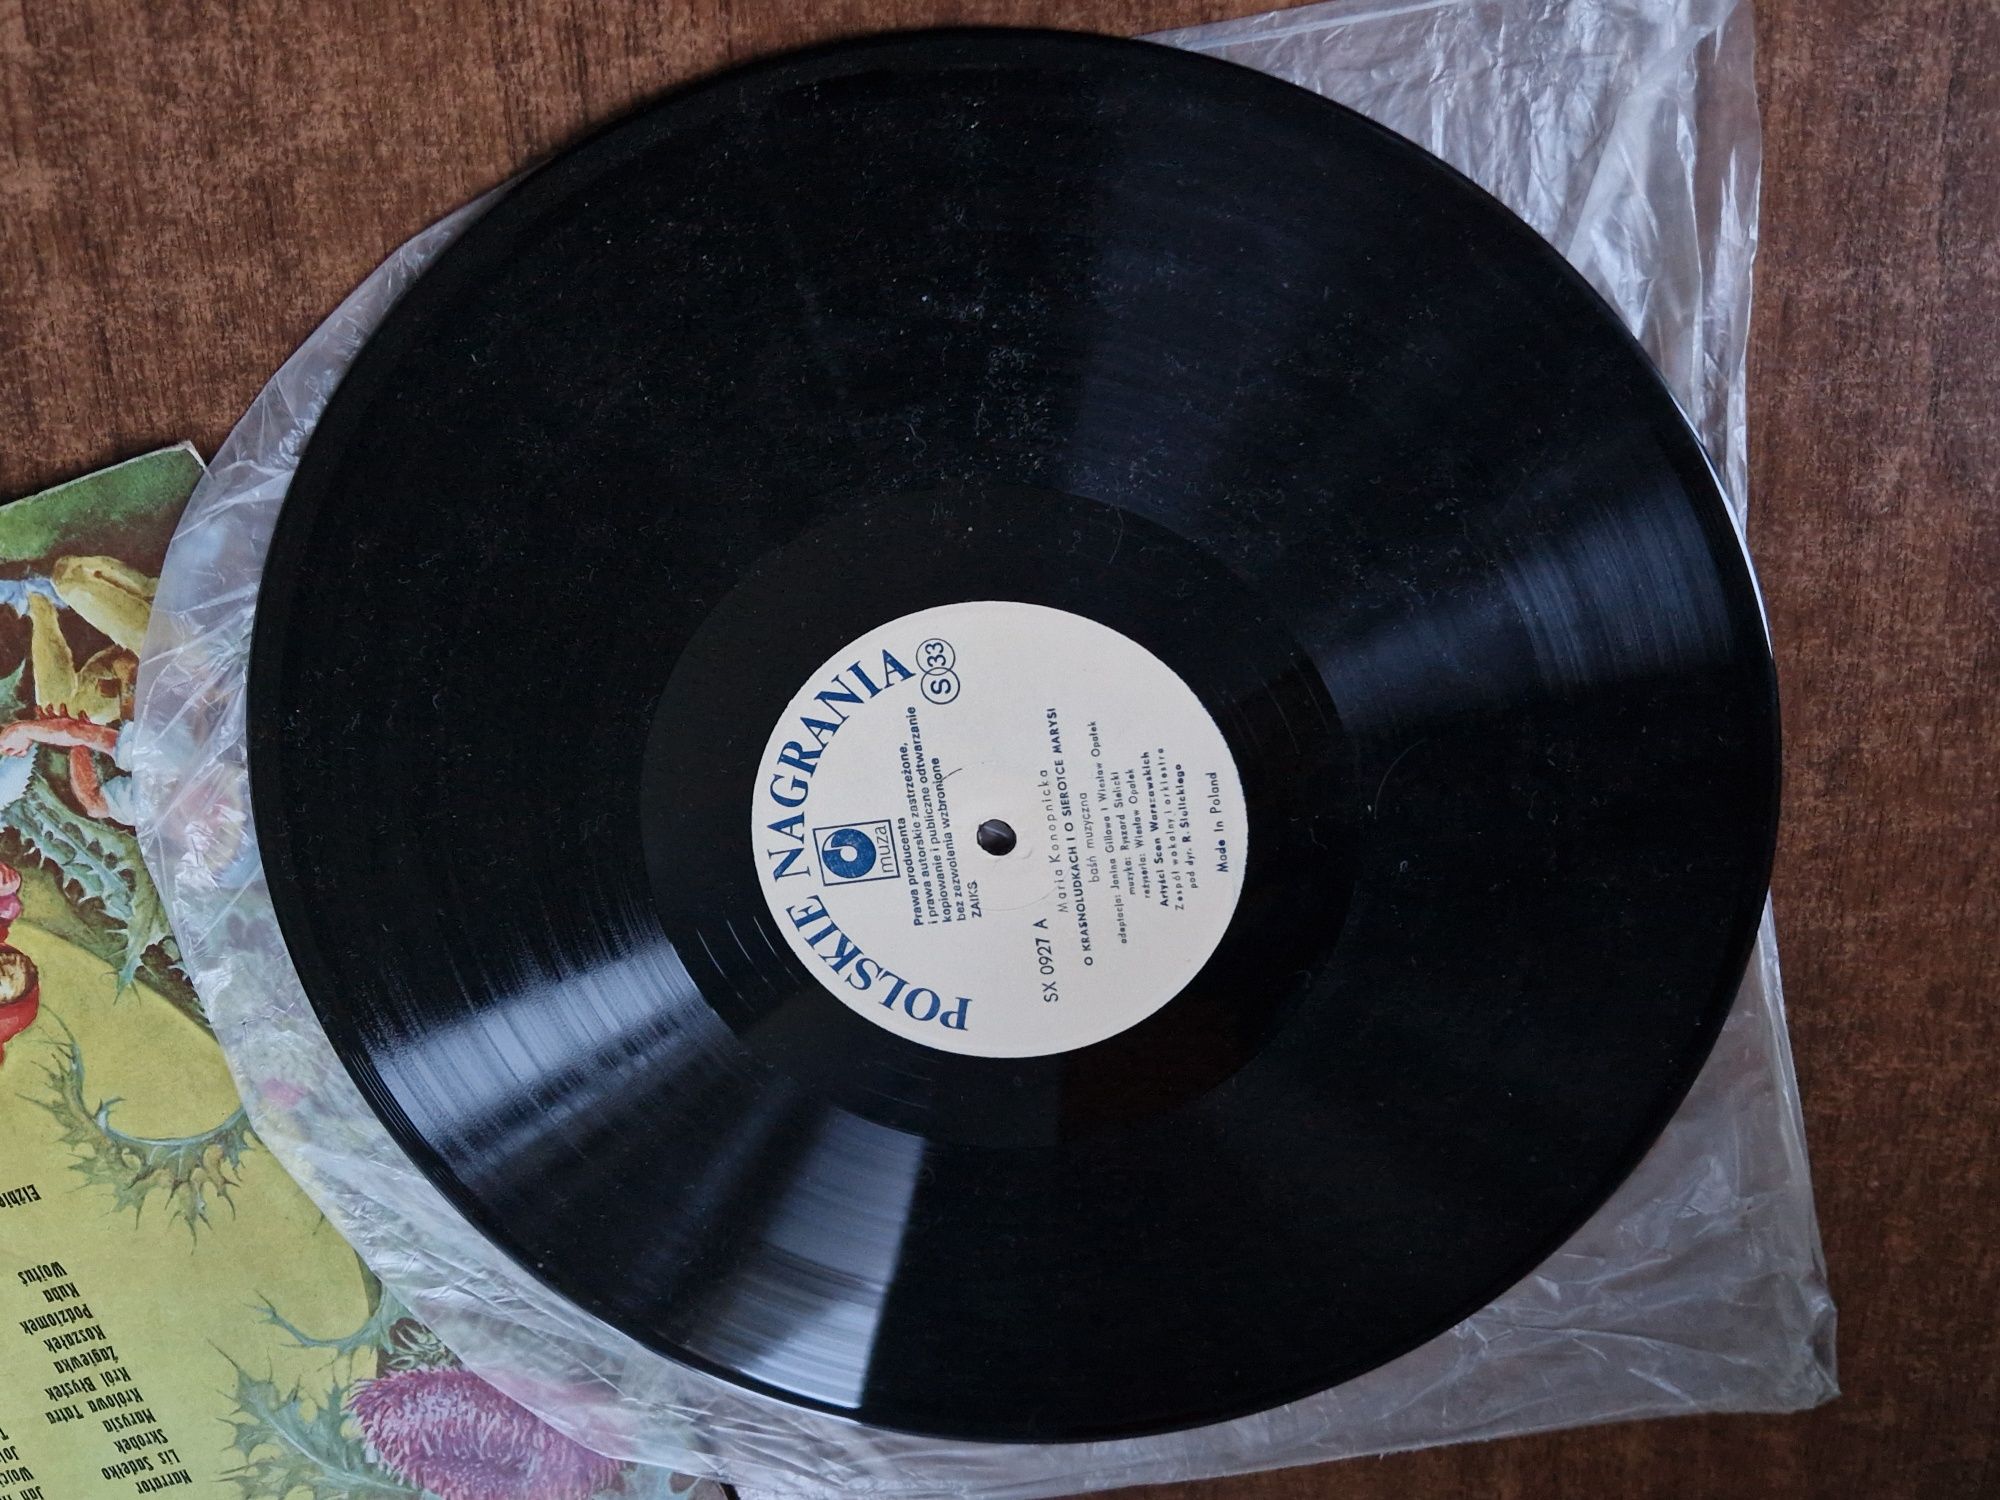 POLSKIE NAGRANIA
muza
S 33
Prawa producenta
i prawa autorskie zastrzeżone,
kopiowanie i publiczne odtwarzanie
bez zezwolenia wzbronione
ZAIKS
SX 0927 A
Maria Konopnicka
O KRASNOLUDKACH I O SIEROTCE MARYSI
baśń muzyczna
adaptacja: Janina Gillowa i Wiesław Opałek
muzyka: Ryszard Sielicki
reżyseria: Wiesław Opałek
Artyści Scen Warszawskich
Zespół wokalny i orkiestra
pod dyr. R. Sielickiego
Made in Poland
Narrator
Lis Sadełko
Skrobek
Marysia
Królowa Tatra
Król Błystek
Żagiewka
Koszałek
Podziomek
Kuba
Wojtuś